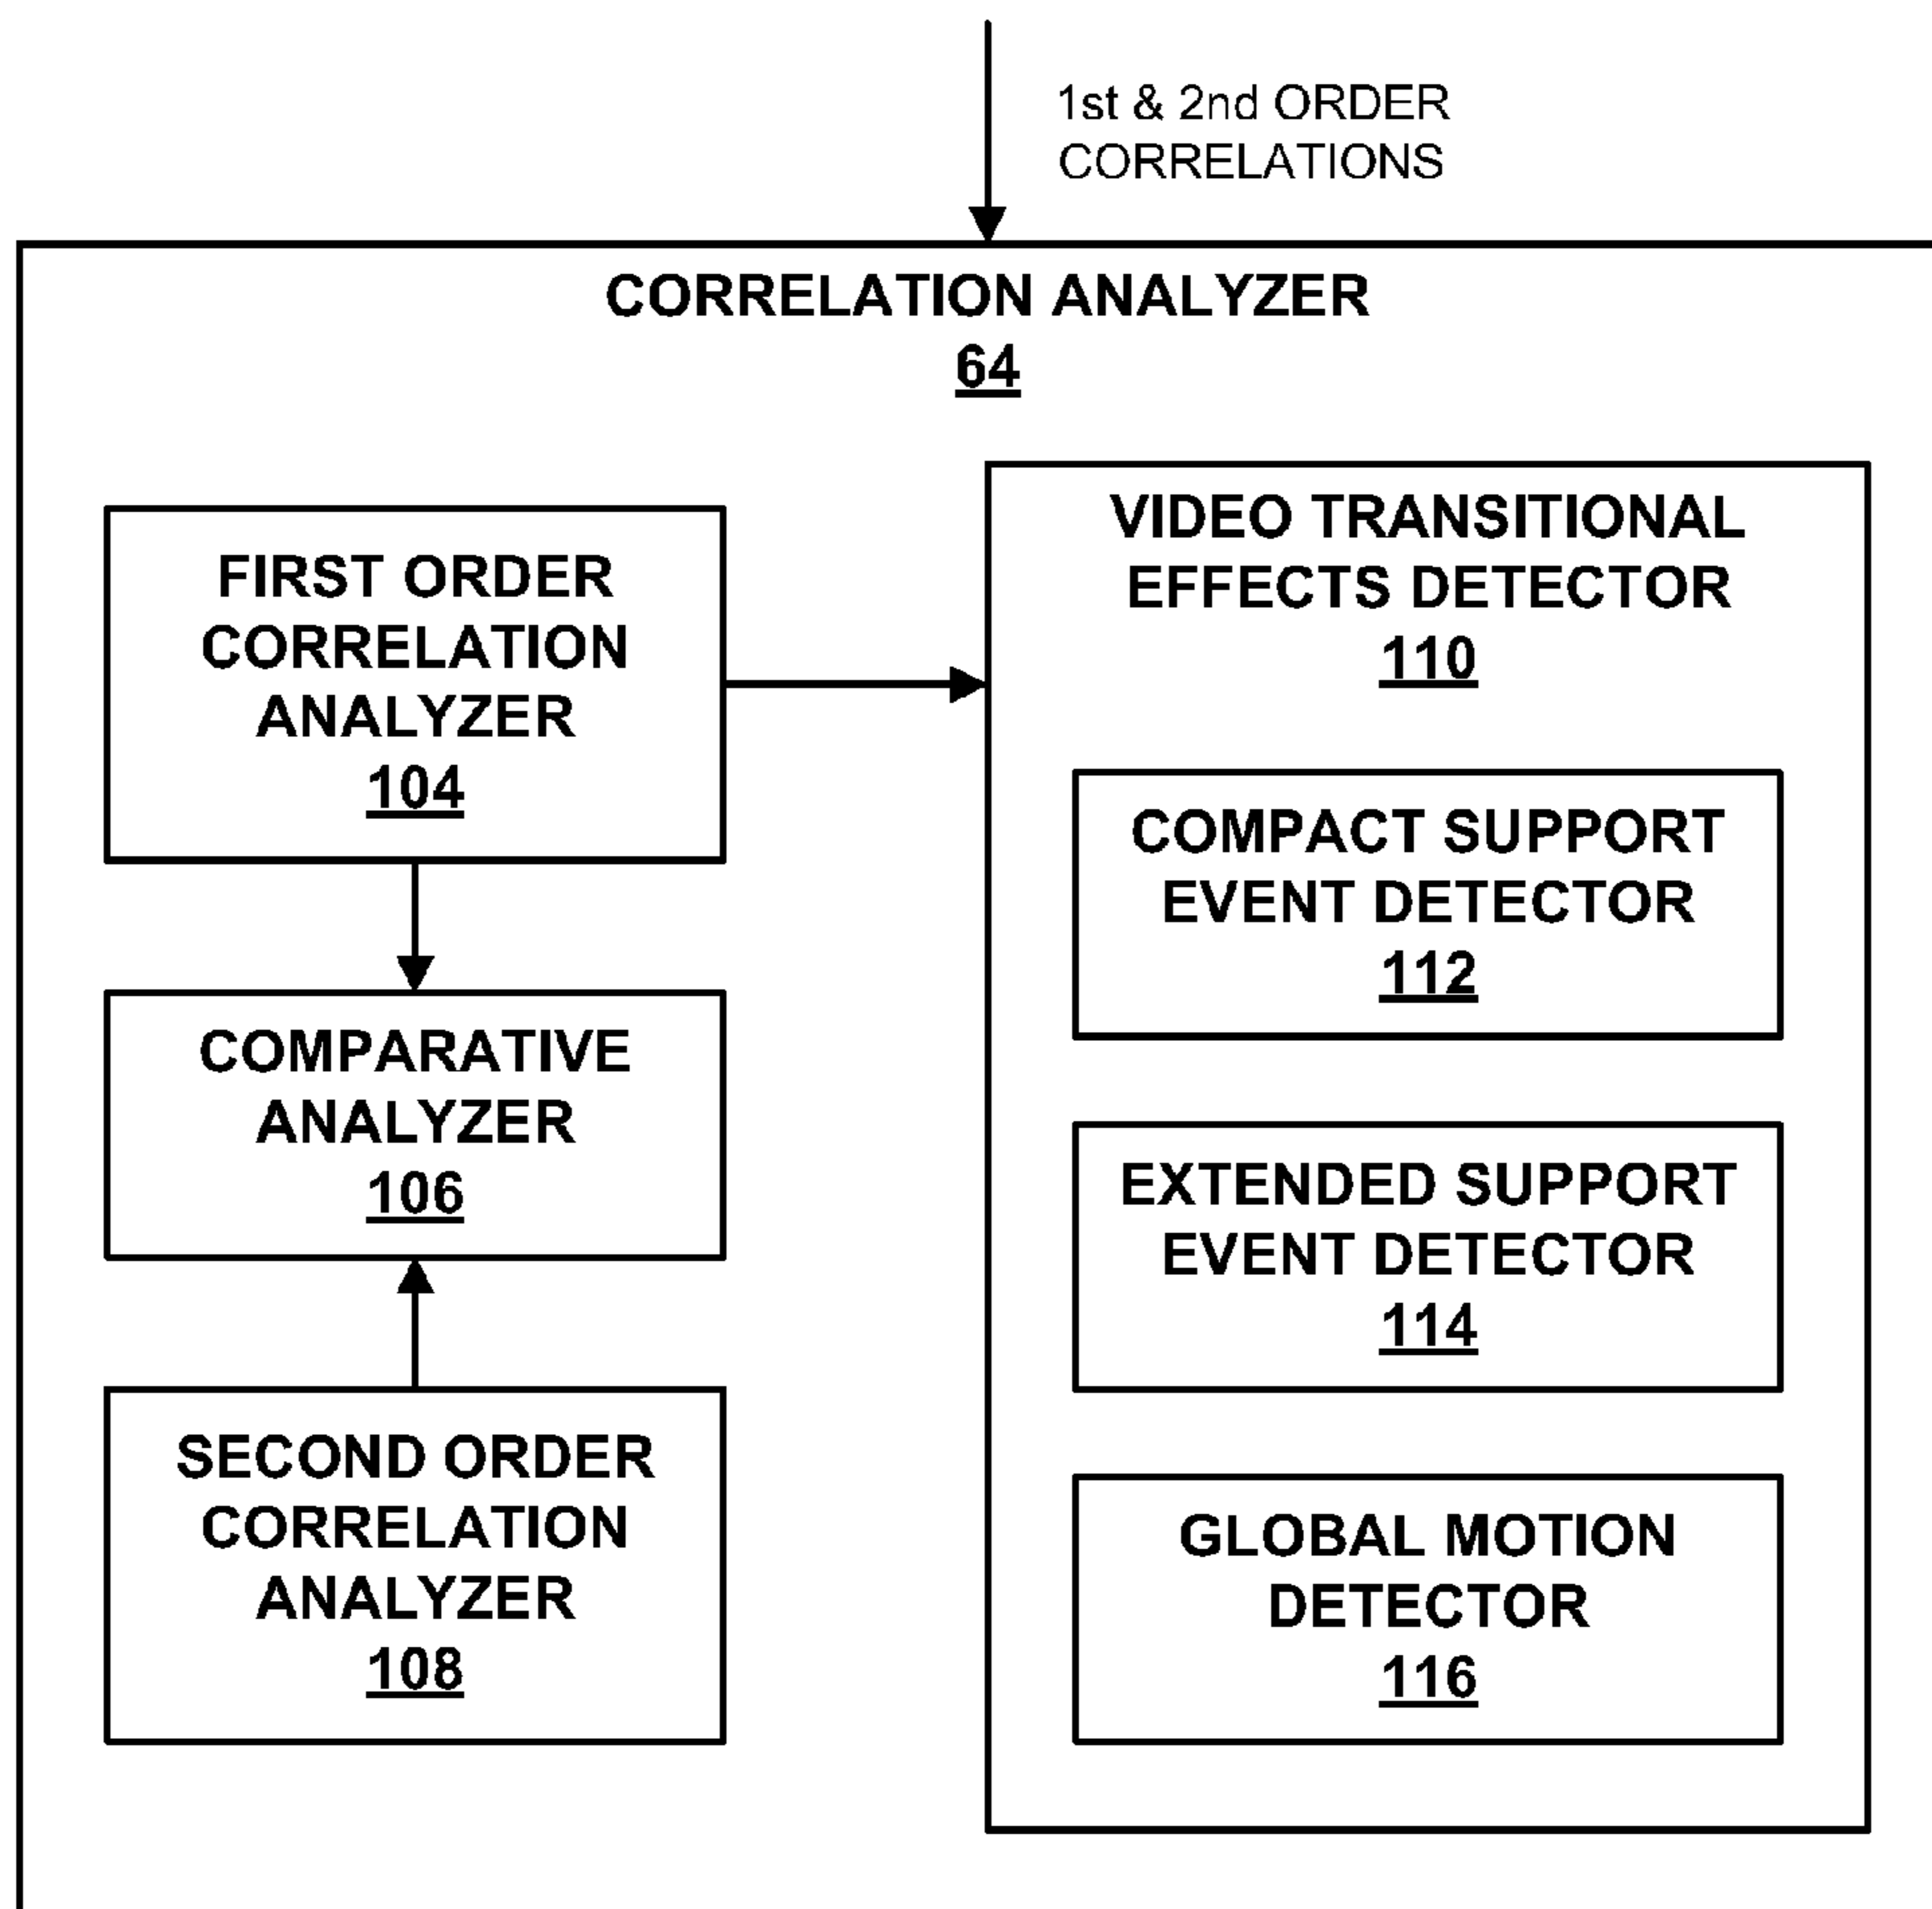 1st & 2nd ORDER
CORRELATIONS
CORRELATION ANALYZER
64
FIRST ORDER
CORRELATION
ANALYZER
104
COMPARATIVE
ANALYZER
106
SECOND ORDER
CORRELATION
ANALYZER
108
VIDEO TRANSITIONAL
EFFECTS DETECTOR
110
COMPACT SUPPORT
EVENT DETECTOR
112
EXTENDED SUPPORT
EVENT DETECTOR
114
GLOBAL MOTION
DETECTOR
116